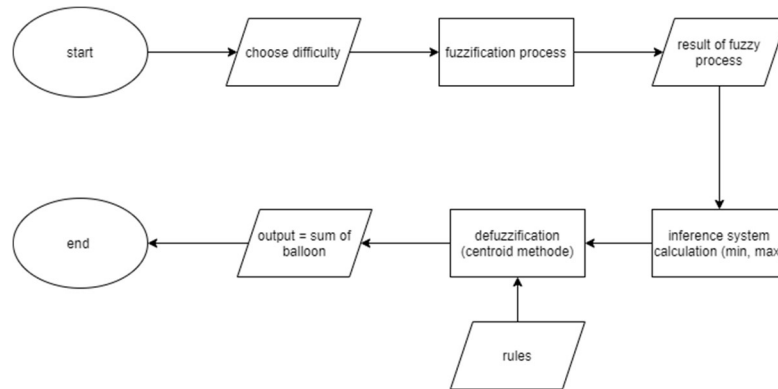 start
choose difficulty
fuzzification process
result of fuzzy
process
inference system
calculation (min, max
defuzzification
(centroid methode)
output = sum of
balloon
end
rules